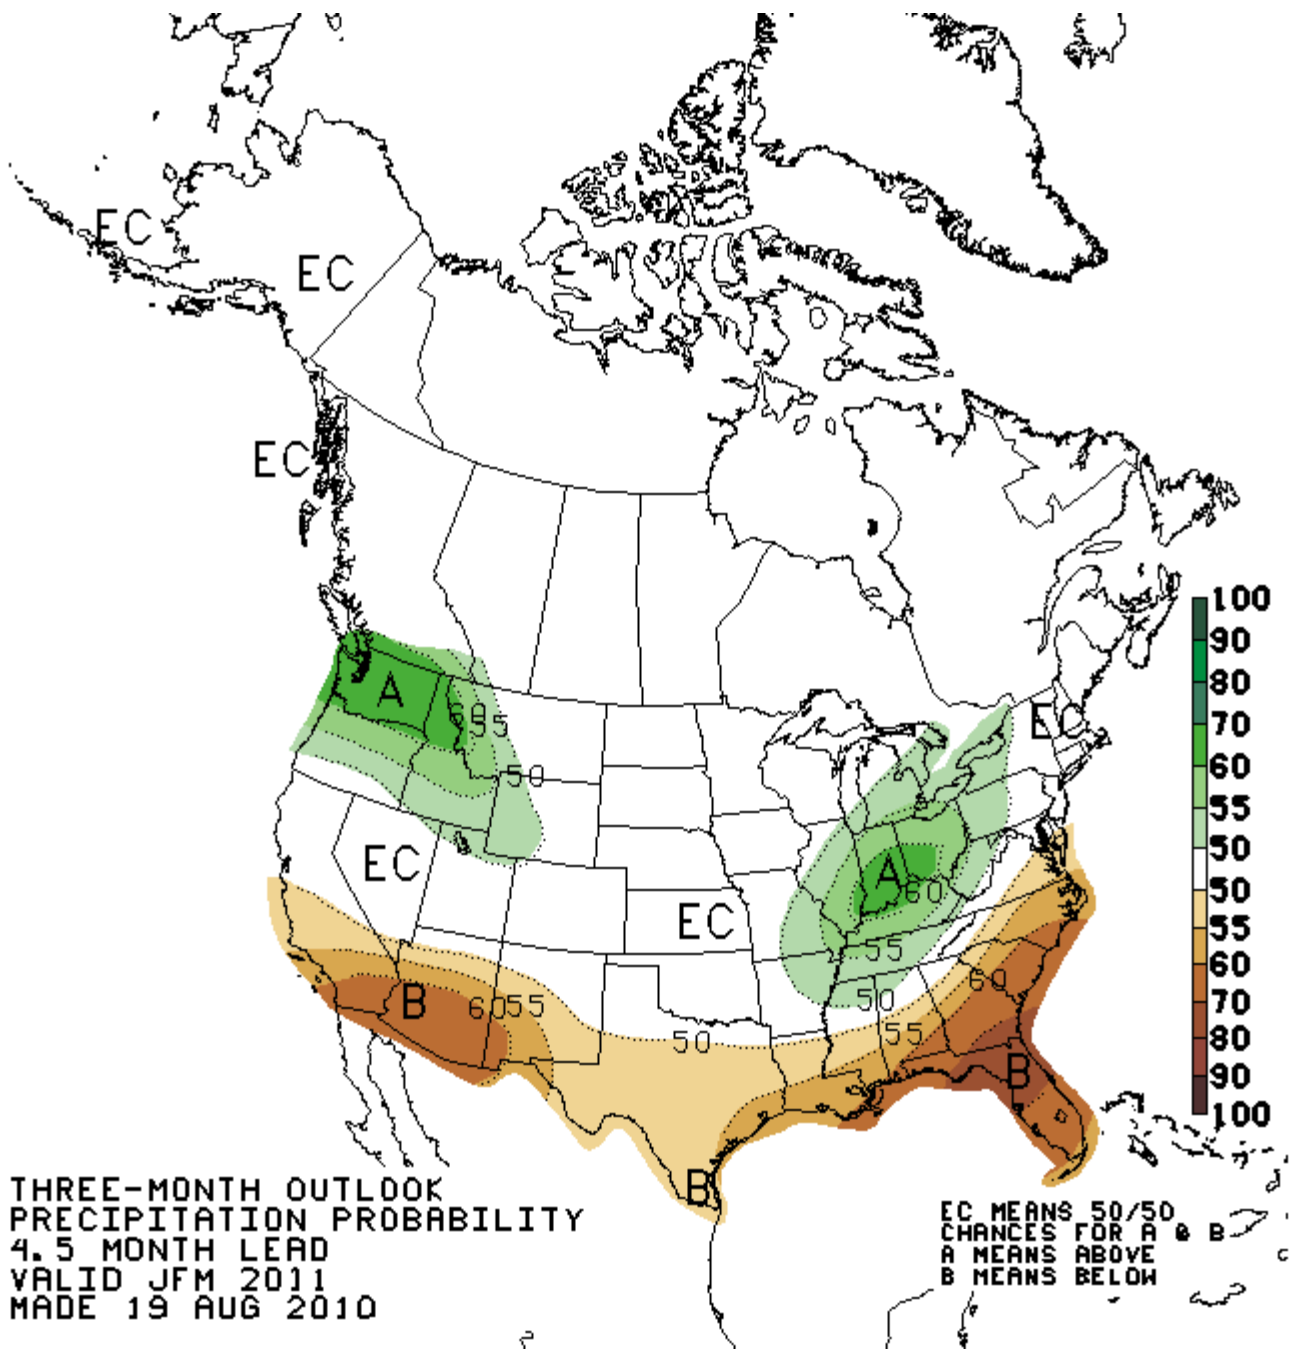 EC
EC
EC
A
60
55
50
EC
100
90
80
70
60
55
50
50
55
60
70
80
90
100
EC
A
60
EC
55
50
B
60
55
50
60
55
B
B
THREE-MONTH OUTLOOK
PRECIPITATION PROBABILITY
4.5 MONTH LEAD
VALID JFM 2011
MADE 19 AUG 2010
EC MEANS 50/50
CHANCES FOR A & B
A MEANS ABOVE
B MEANS BELOW